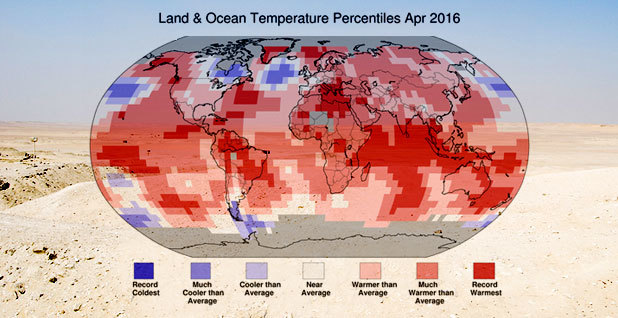 Land & Ocean Temperature Percentiles Apr 2016
Record
Coldest
Much
Cooler than
Average
Cooler than
Average
Near
Average
Warmer than
Average
Much
Warmer than
Average
Record
Warmest